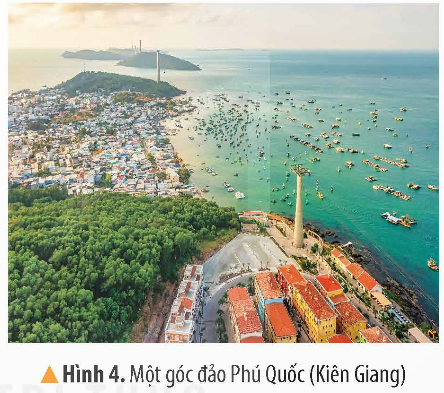 Hình 4. Một góc đảo Phú Quốc (Kiên Giang)